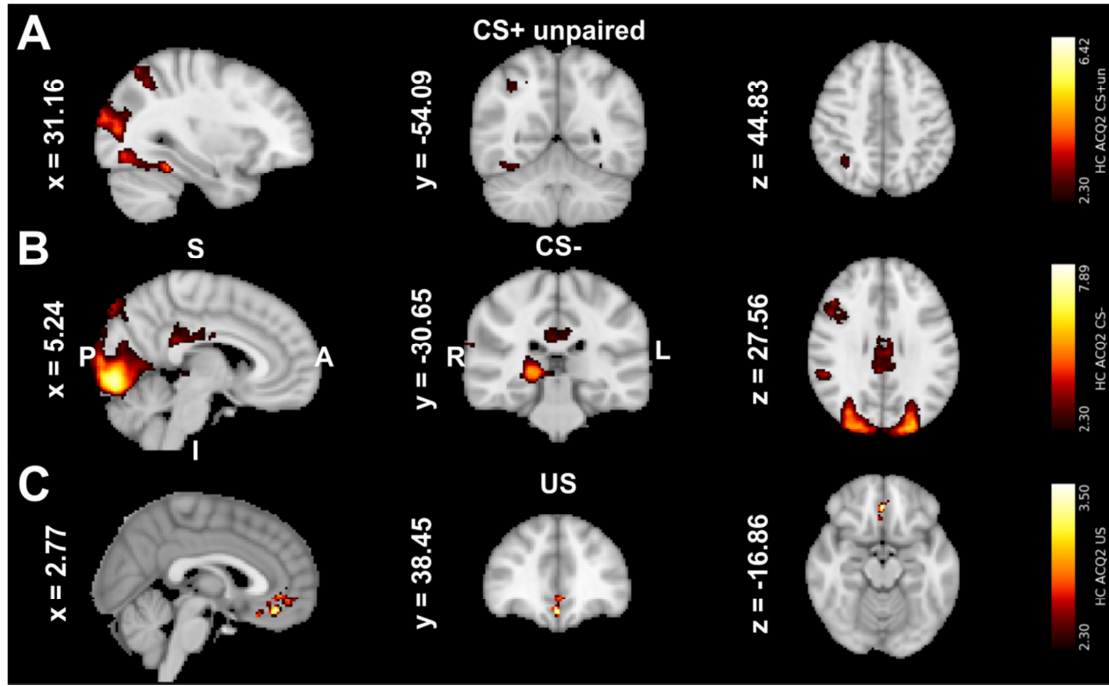 A
CS+ unpaired
x = 31.16
y = -54.09
z = 44.83
6.42
2.30
HC ACQ2 CS+un
B
S
CS-
x = 5.24
P
A
I
y = -30.65
R
L
z = 27.56
7.89
2.30
HC ACQ2 CS-
C
US
x = 2.77
y = 38.45
z = -16.86
3.50
2.30
HC ACQ2 US